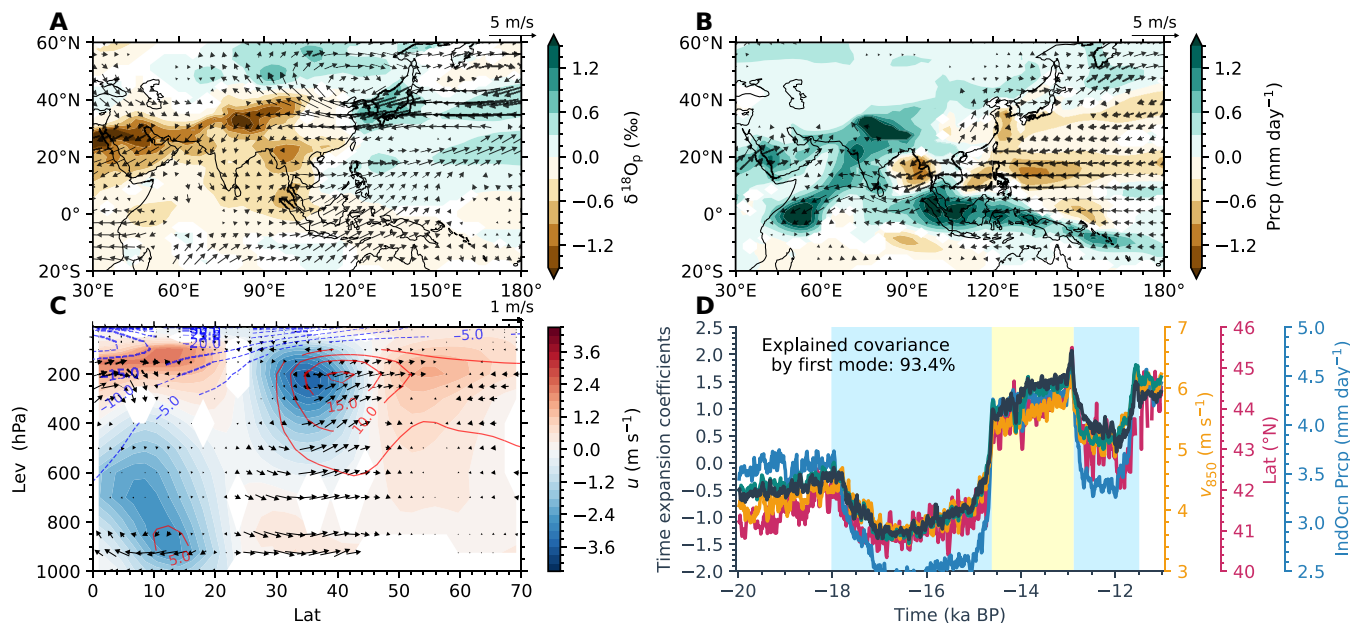 A
5 m/s
B
5 m/s
60°N
40°N
20°N
0°
20°S
30°E
60°E
90°E
120°E
150°E
180°
1.2
0.6
0.0
−0.6
−1.2
δ¹⁸Oₚ (‰)
60°N
40°N
20°N
0°
20°S
30°E
60°E
90°E
120°E
150°E
180°
1.2
0.6
0.0
−0.6
−1.2
Prcp (mm day⁻¹)
C
1 m/s
D
Lev (hPa)
200
400
600
800
1000
−20.0
−15.0
−10.0
−5.0
−5.0
15.0
10.0
5.0
0
10
20
30
40
50
60
70
Lat
3.6
2.4
1.2
0.0
−1.2
−2.4
−3.6
u (m s⁻¹)
Explained covariance
by first mode: 93.4%
Time expansion coefficients
2.5
2.0
1.5
1.0
0.5
0.0
−0.5
−1.0
−1.5
−2.0
−20
−18
−16
−14
−12
Time (ka BP)
7
6
5
4
3
v₈₅₀ (m s⁻¹)
46
45
44
43
42
41
40
Lat (°N)
5.0
4.5
4.0
3.5
3.0
2.5
IndOcn Prcp (mm day⁻¹)